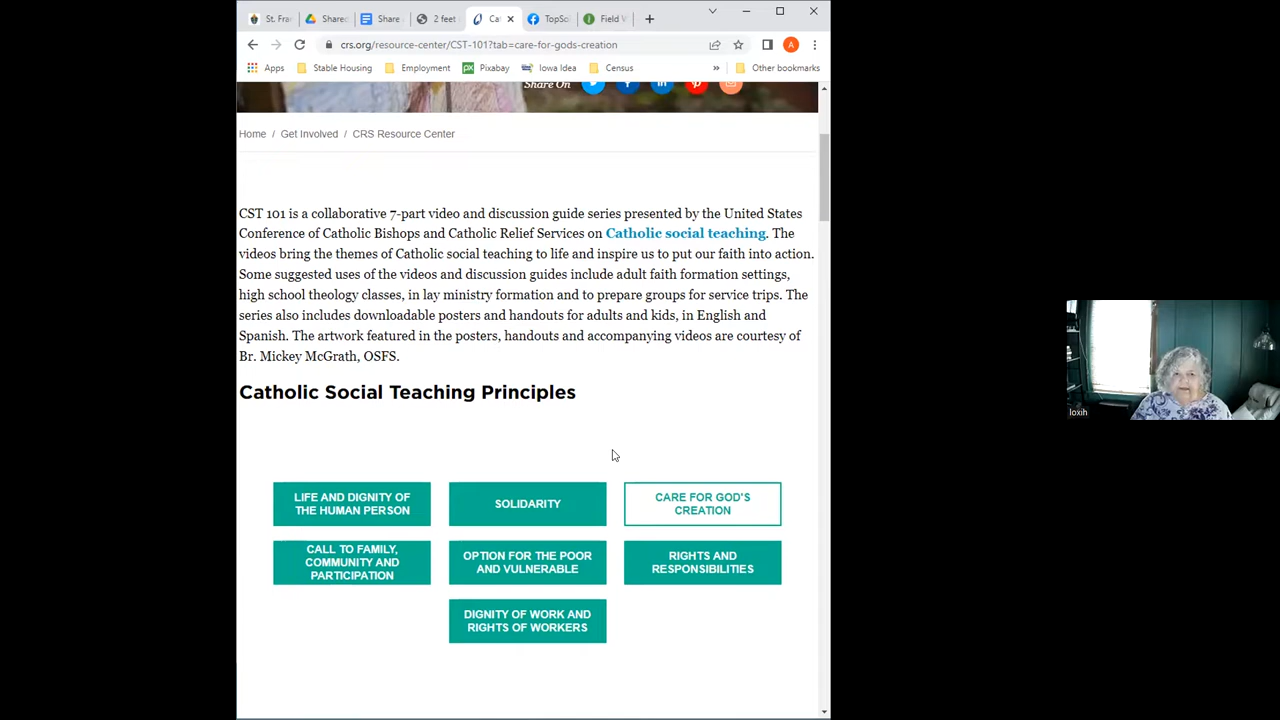 St. Fra
Shared
Share
2 feet
Ca
TopSo
Field V
crs.org/resource-center/CST-101?tab=care-for-gods-creation
A
Apps
Stable Housing
Employment
Pixabay
Iowa Idea
Census
»
Other bookmarks
Share On
Home / Get Involved / CRS Resource Center
CST 101 is a collaborative 7-part video and discussion guide series presented by the United States
Conference of Catholic Bishops and Catholic Relief Services on Catholic social teaching. The
videos bring the themes of Catholic social teaching to life and inspire us to put our faith into action.
Some suggested uses of the videos and discussion guides include adult faith formation settings,
high school theology classes, in lay ministry formation and to prepare groups for service trips. The
series also includes downloadable posters and handouts for adults and kids, in English and
Spanish. The artwork featured in the posters, handouts and accompanying videos are courtesy of
Br. Mickey McGrath, OSFS.
Catholic Social Teaching Principles
LIFE AND DIGNITY OF
THE HUMAN PERSON
SOLIDARITY
CARE FOR GOD'S
CREATION
CALL TO FAMILY,
COMMUNITY AND
PARTICIPATION
OPTION FOR THE POOR
AND VULNERABLE
RIGHTS AND
RESPONSIBILITIES
DIGNITY OF WORK AND
RIGHTS OF WORKERS
loxih